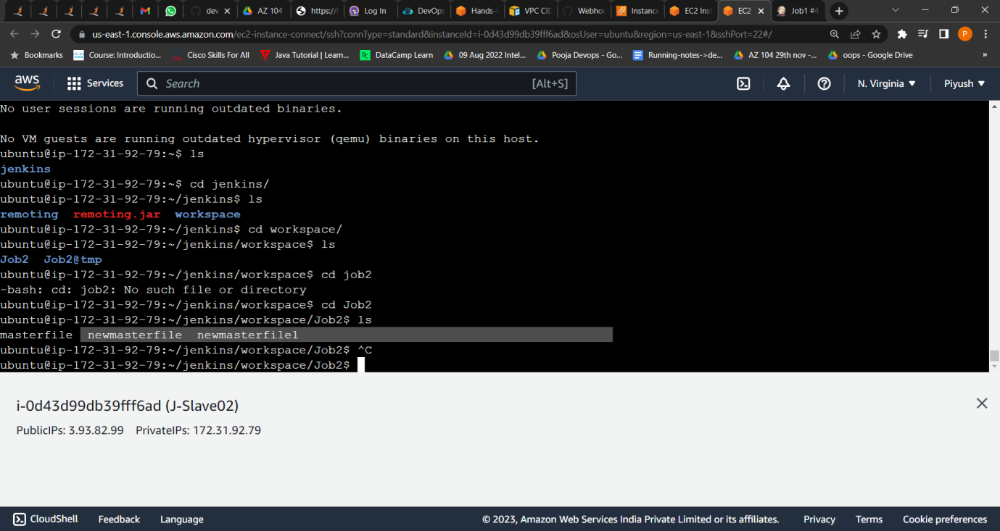 dev
AZ 104
https://
Log In
DevOps
Hands-
VPC CID
Webhoo
Instance
EC2 Inst
EC2
Job1 #4
us-east-1.console.aws.amazon.com/ec2-instance-connect/ssh?connType=standard&instanceId=i-0d43d99db39fff6ad&osUser=ubuntu&region=us-east-1&sshPort=22#/
P
Bookmarks
Course: Introductio...
Cisco Skills For All
Java Tutorial | Learn...
DataCamp Learn
09 Aug 2022 Intel...
Pooja Devops - Go...
Running-notes->de...
AZ 104 29th nov -...
oops - Google Drive
»
aws
Services
Search
[Alt+S]
N. Virginia ▼
Piyush ▼
No user sessions are running outdated binaries.
No VM guests are running outdated hypervisor (qemu) binaries on this host.
ubuntu@ip-172-31-92-79:~$ ls
jenkins
ubuntu@ip-172-31-92-79:~$ cd jenkins/
ubuntu@ip-172-31-92-79:~/jenkins$ ls
remoting remoting.jar workspace
ubuntu@ip-172-31-92-79:~/jenkins$ cd workspace/
ubuntu@ip-172-31-92-79:~/jenkins/workspace$ ls
Job2 Job2@tmp
ubuntu@ip-172-31-92-79:~/jenkins/workspace$ cd job2
-bash: cd: job2: No such file or directory
ubuntu@ip-172-31-92-79:~/jenkins/workspace$ cd Job2
ubuntu@ip-172-31-92-79:~/jenkins/workspace/Job2$ ls
masterfile newmasterfile newmasterfile1
ubuntu@ip-172-31-92-79:~/jenkins/workspace/Job2$ ^C
ubuntu@ip-172-31-92-79:~/jenkins/workspace/Job2$
i-0d43d99db39fff6ad (J-Slave02)
PublicIPs: 3.93.82.99 PrivateIPs: 172.31.92.79
CloudShell
Feedback
Language
© 2023, Amazon Web Services India Private Limited or its affiliates.
Privacy
Terms
Cookie preferences